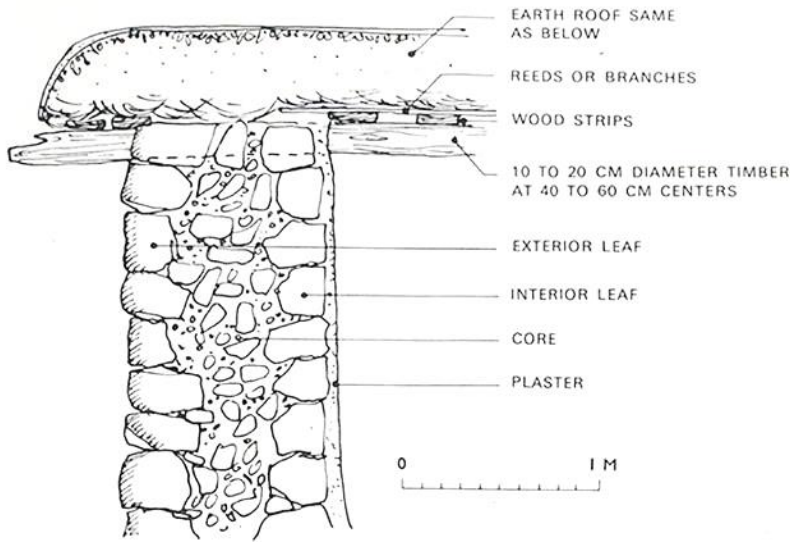 EARTH ROOF SAME
AS BELOW
REEDS OR BRANCHES
WOOD STRIPS
10 TO 20 CM DIAMETER TIMBER
AT 40 TO 60 CM CENTERS
EXTERIOR LEAF
INTERIOR LEAF
CORE
PLASTER
0 1 M